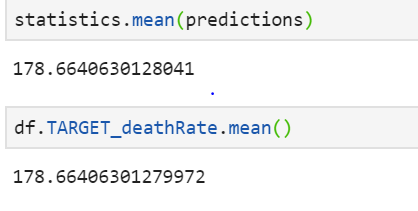 statistics.mean(predictions)
178.6640630128041
df.TARGET_deathRate.mean()
178.66406301279972